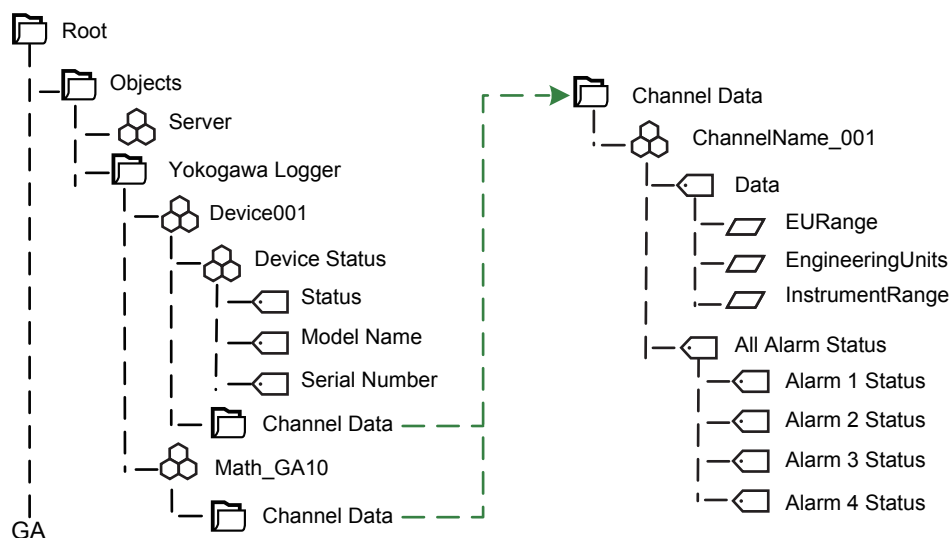 Root
Objects
Server
Yokogawa Logger
Device001
Device Status
Status
Model Name
Serial Number
Channel Data
Math_GA10
Channel Data
GA
Channel Data
ChannelName_001
Data
EURange
EngineeringUnits
InstrumentRange
All Alarm Status
Alarm 1 Status
Alarm 2 Status
Alarm 3 Status
Alarm 4 Status